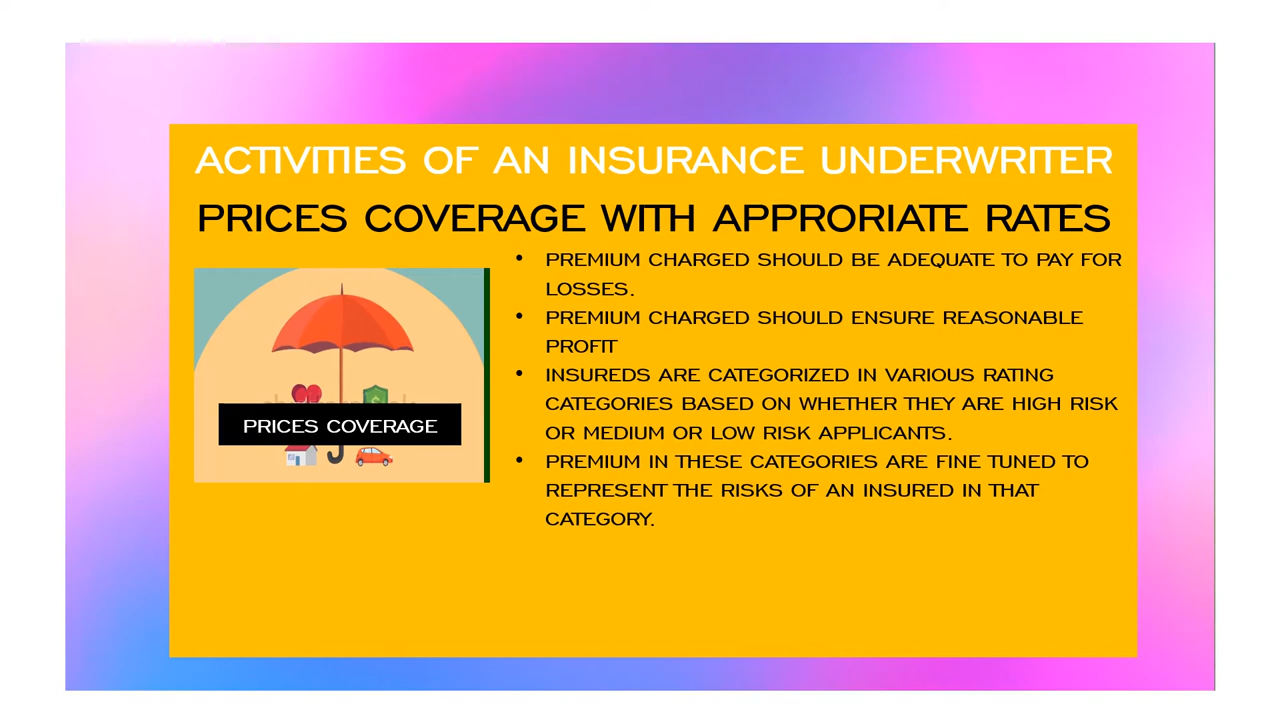 ACTIVITIES OF AN INSURANCE UNDERWRITER
PRICES COVERAGE WITH APPRORIATE RATES
• PREMIUM CHARGED SHOULD BE ADEQUATE TO PAY FOR
LOSSES.
• PREMIUM CHARGED SHOULD ENSURE REASONABLE
PROFIT
• INSUREDS ARE CATEGORIZED IN VARIOUS RATING
CATEGORIES BASED ON WHETHER THEY ARE HIGH RISK
OR MEDIUM OR LOW RISK APPLICANTS.
• PREMIUM IN THESE CATEGORIES ARE FINE TUNED TO
REPRESENT THE RISKS OF AN INSURED IN THAT
CATEGORY.
PRICES COVERAGE